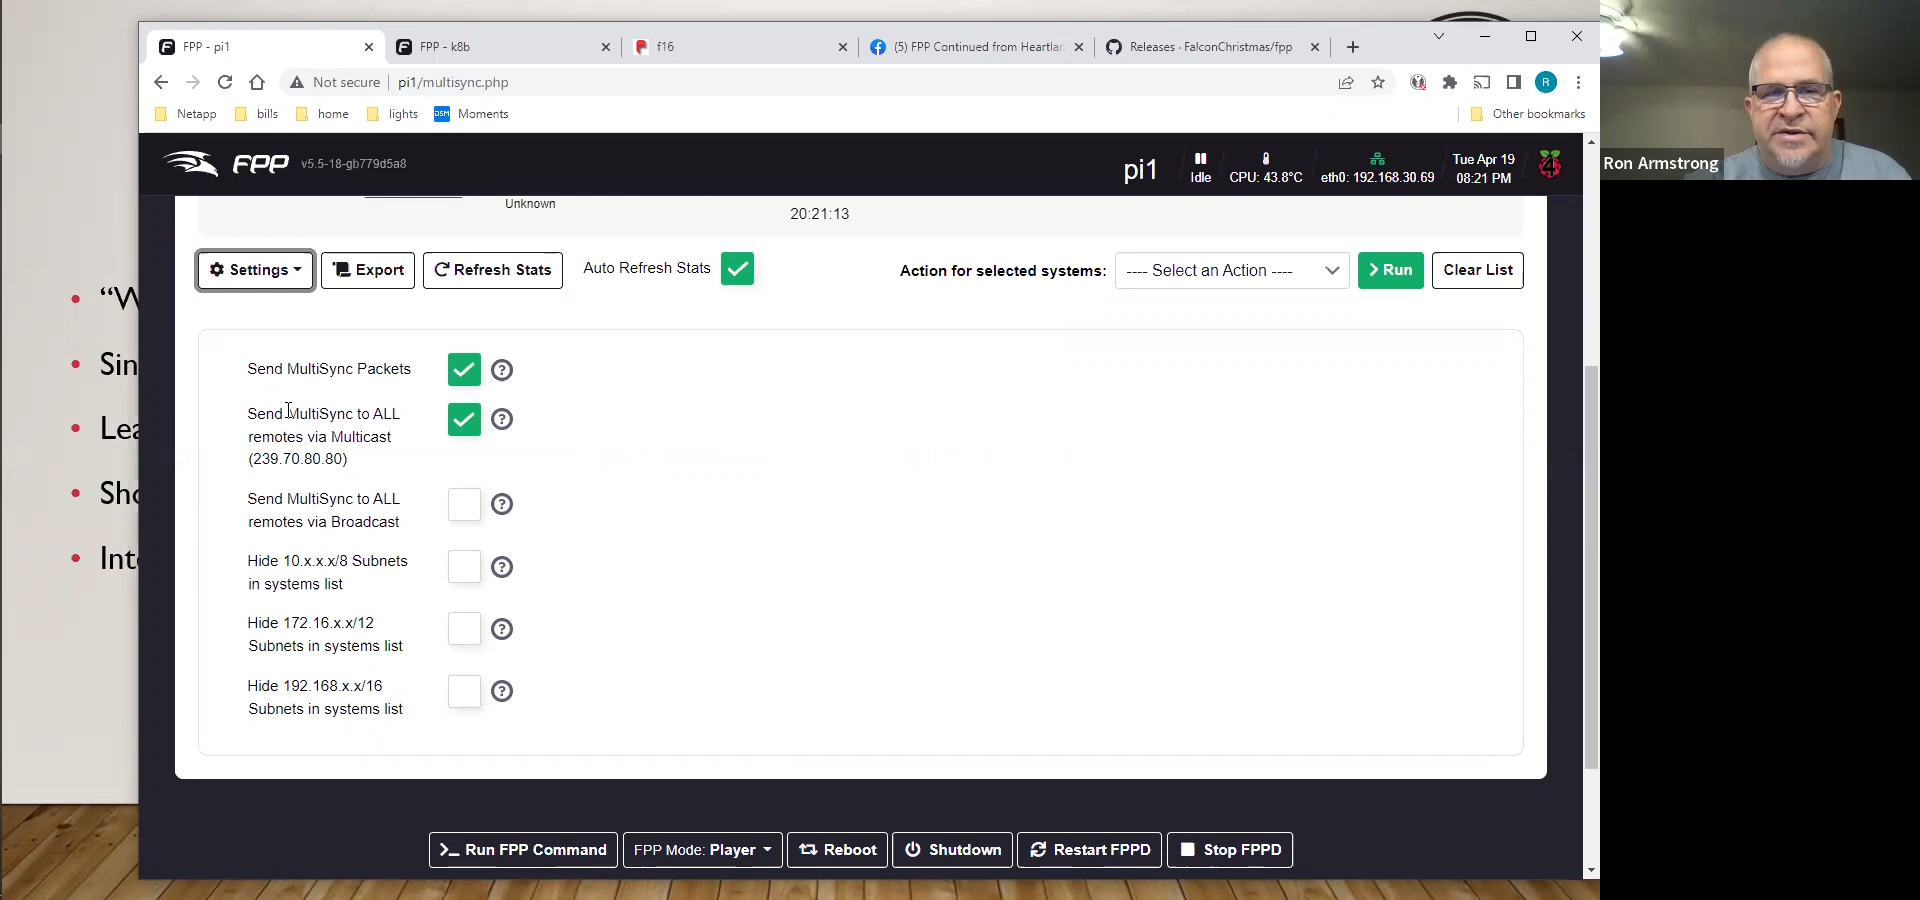 FPP - pi1
FPP - k8b
f16
(5) FPP Continued from Heartlan
Releases · FalconChristmas/fpp
Not secure
pi1/multisync.php
R
Netapp
bills
home
lights
DSM
Moments
Other bookmarks
FPP
v5.5-18-gb779d5a8
pi1
Idle
CPU: 43.8°C
eth0: 192.168.30.69
Tue Apr 19
08:21 PM
4
Ron Armstrong
Unknown
20:21:13
Settings
Export
Refresh Stats
Auto Refresh Stats
Action for selected systems:
---- Select an Action ----
Run
Clear List
Send MultiSync Packets
Send MultiSync to ALL
remotes via Multicast
(239.70.80.80)
Send MultiSync to ALL
remotes via Broadcast
Hide 10.x.x.x/8 Subnets
in systems list
Hide 172.16.x.x/12
Subnets in systems list
Hide 192.168.x.x/16
Subnets in systems list
• “W
• Sin
• Lea
• Sho
• Inte
Run FPP Command
FPP Mode: Player
Reboot
Shutdown
Restart FPPD
Stop FPPD